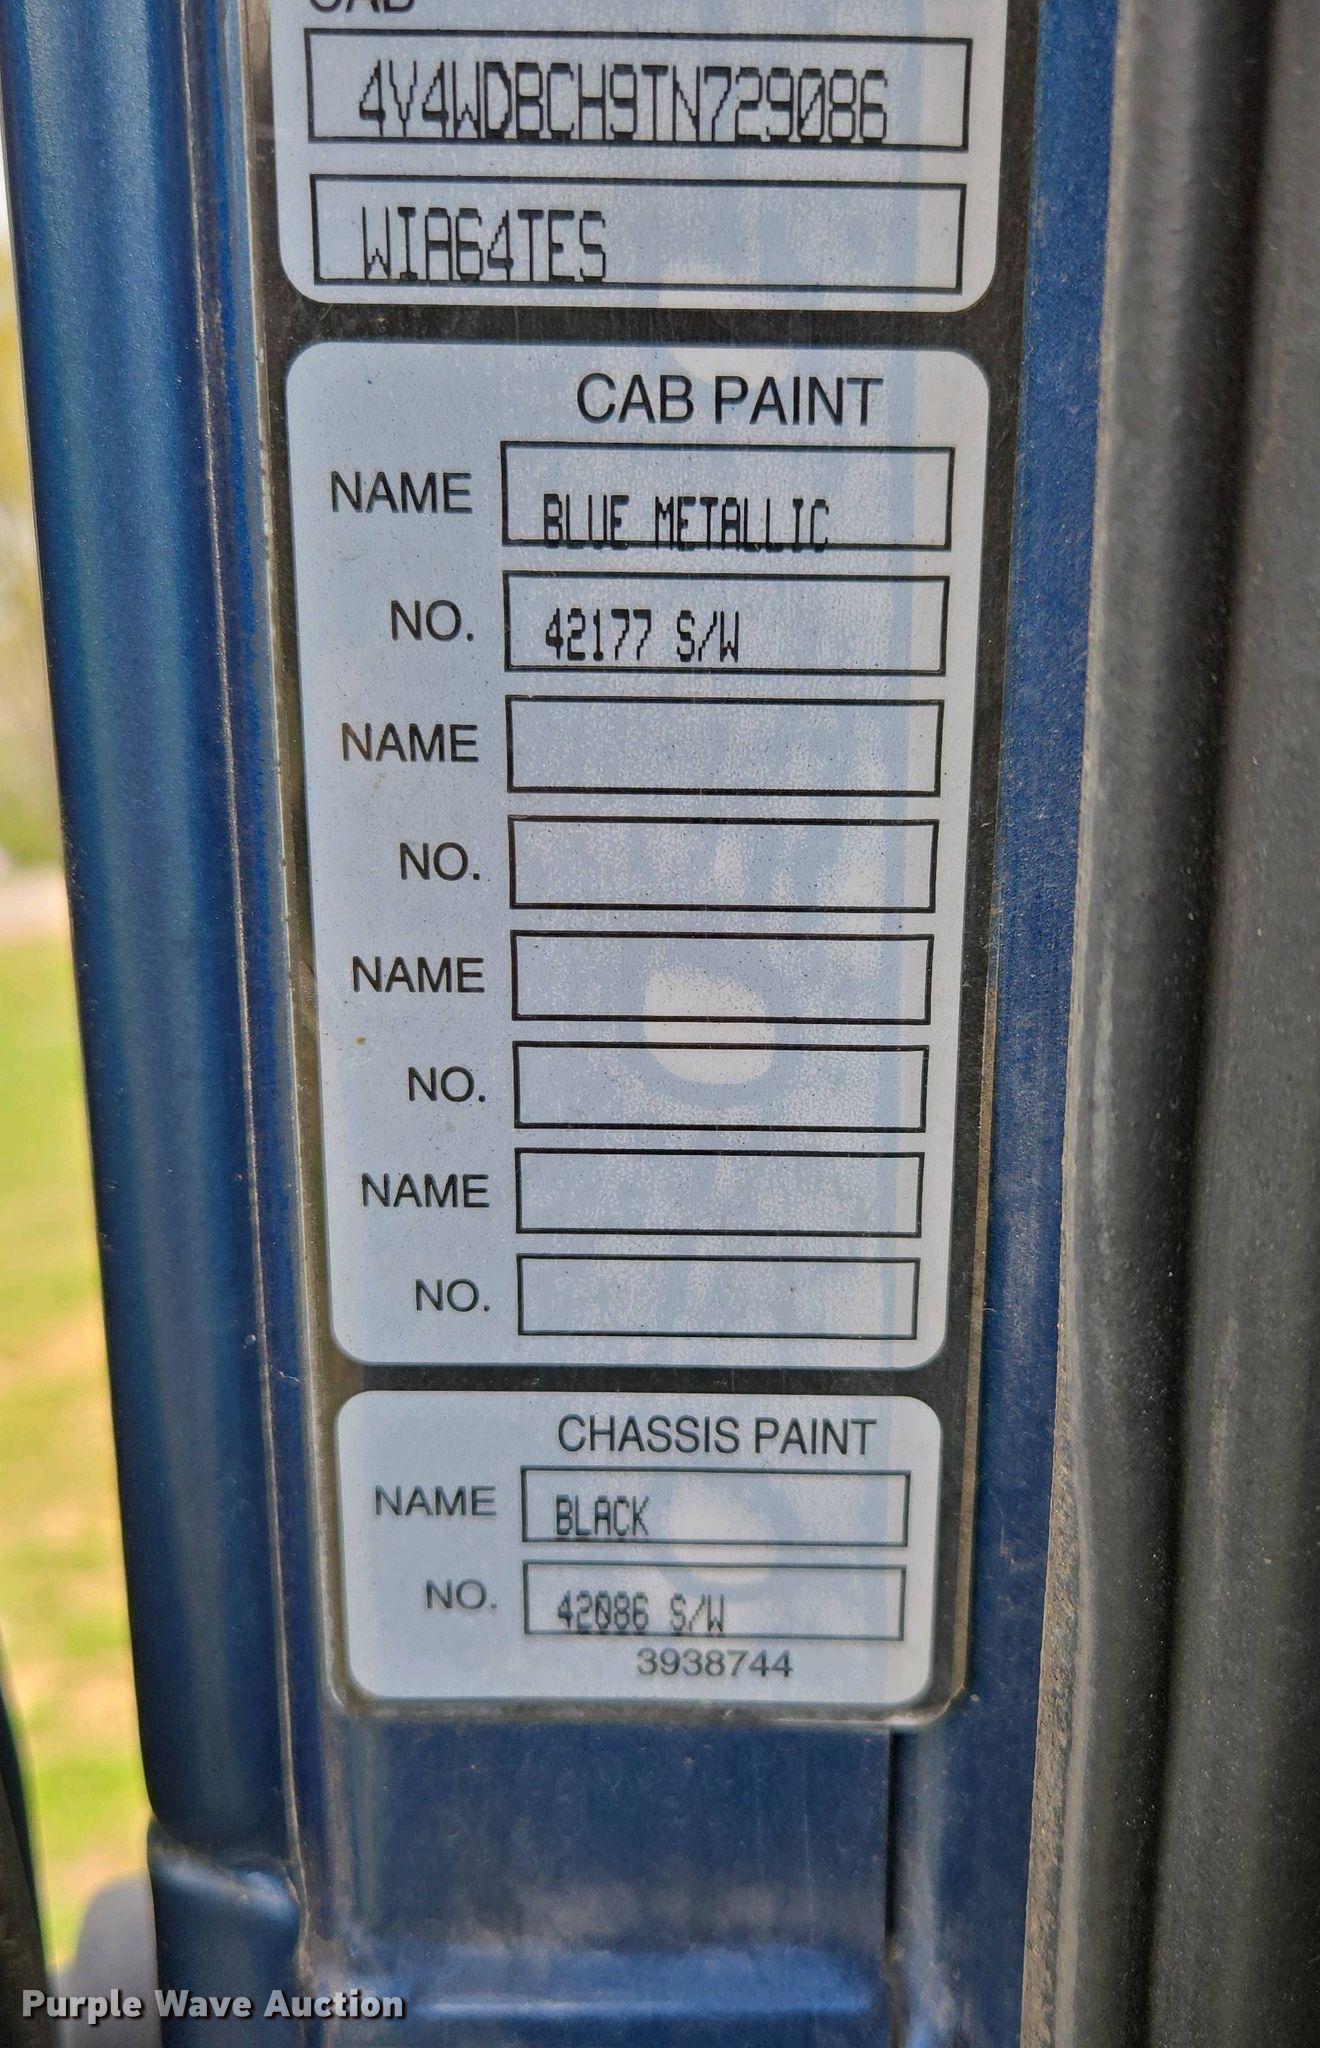 CAB
4V4WDBCH9TN729086
WIA64TES
CAB PAINT
NAME BLUE METALLIC
NO. 42177 S/W
NAME
NO.
NAME
NO.
NAME
NO.
CHASSIS PAINT
NAME BLACK
NO. 42086 S/W
3938744
Purple Wave Auction